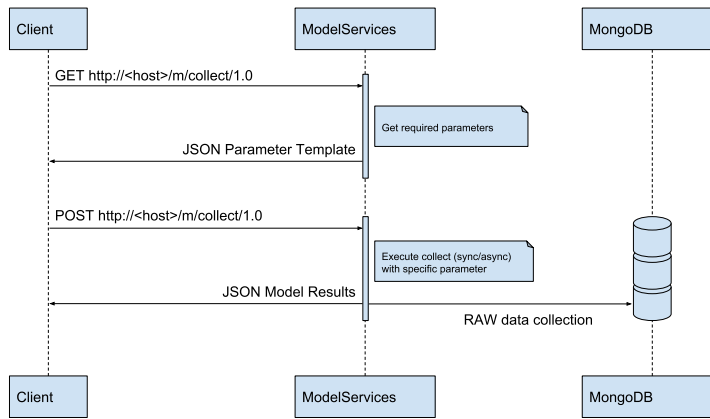 Client
ModelServices
MongoDB
GET http://<host>/m/collect/1.0
Get required parameters
JSON Parameter Template
POST http://<host>/m/collect/1.0
Execute collect (sync/async)
with specific parameter
JSON Model Results
RAW data collection
Client
ModelServices
MongoDB